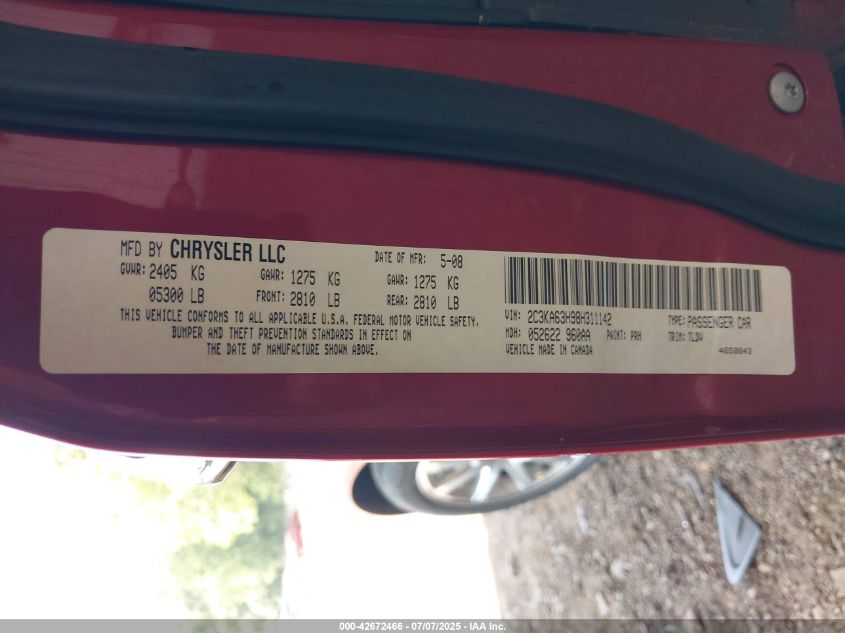 MFD BY CHRYSLER LLC
DATE OF MFR: 5-08
GVWR: 2405 KG
GAWR: 1275 KG
GAWR: 1275 KG
05300 LB
FRONT: 2810 LB
REAR: 2810 LB
THIS VEHICLE CONFORMS TO ALL APPLICABLE U.S.A. FEDERAL MOTOR VEHICLE SAFETY,
BUMPER AND THEFT PREVENTION STANDARDS IN EFFECT ON
THE DATE OF MANUFACTURE SHOWN ABOVE.
VIN: 2C3KA63H98H311142
TYPE: PASSENGER CAR
MDH: 052622 960AA
PAINT: PRH
TRIM: TLDV
VEHICLE MADE IN CANADA
4658843
000-42672466 - 07/07/2025 - IAA Inc.